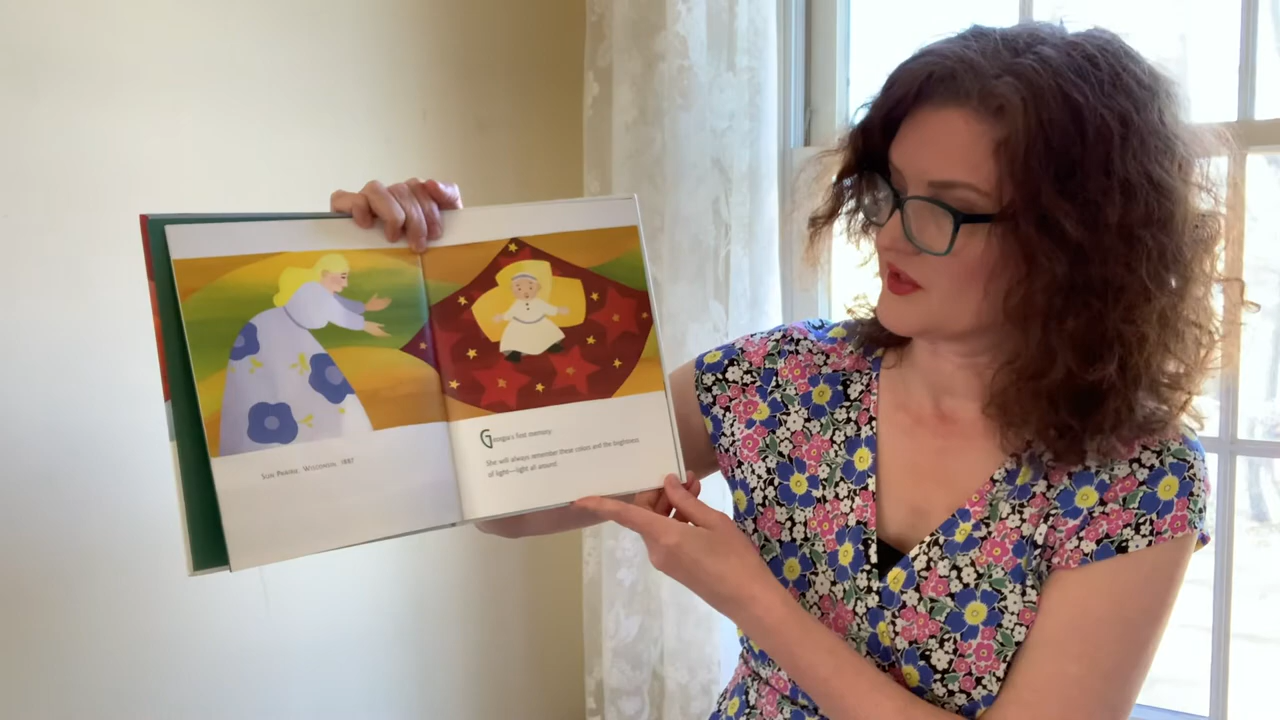 SUN PRAIRIE, WISCONSIN, 1887
Georgia's first memory:
She will always remember these colors and the brightness
of light—light all around.